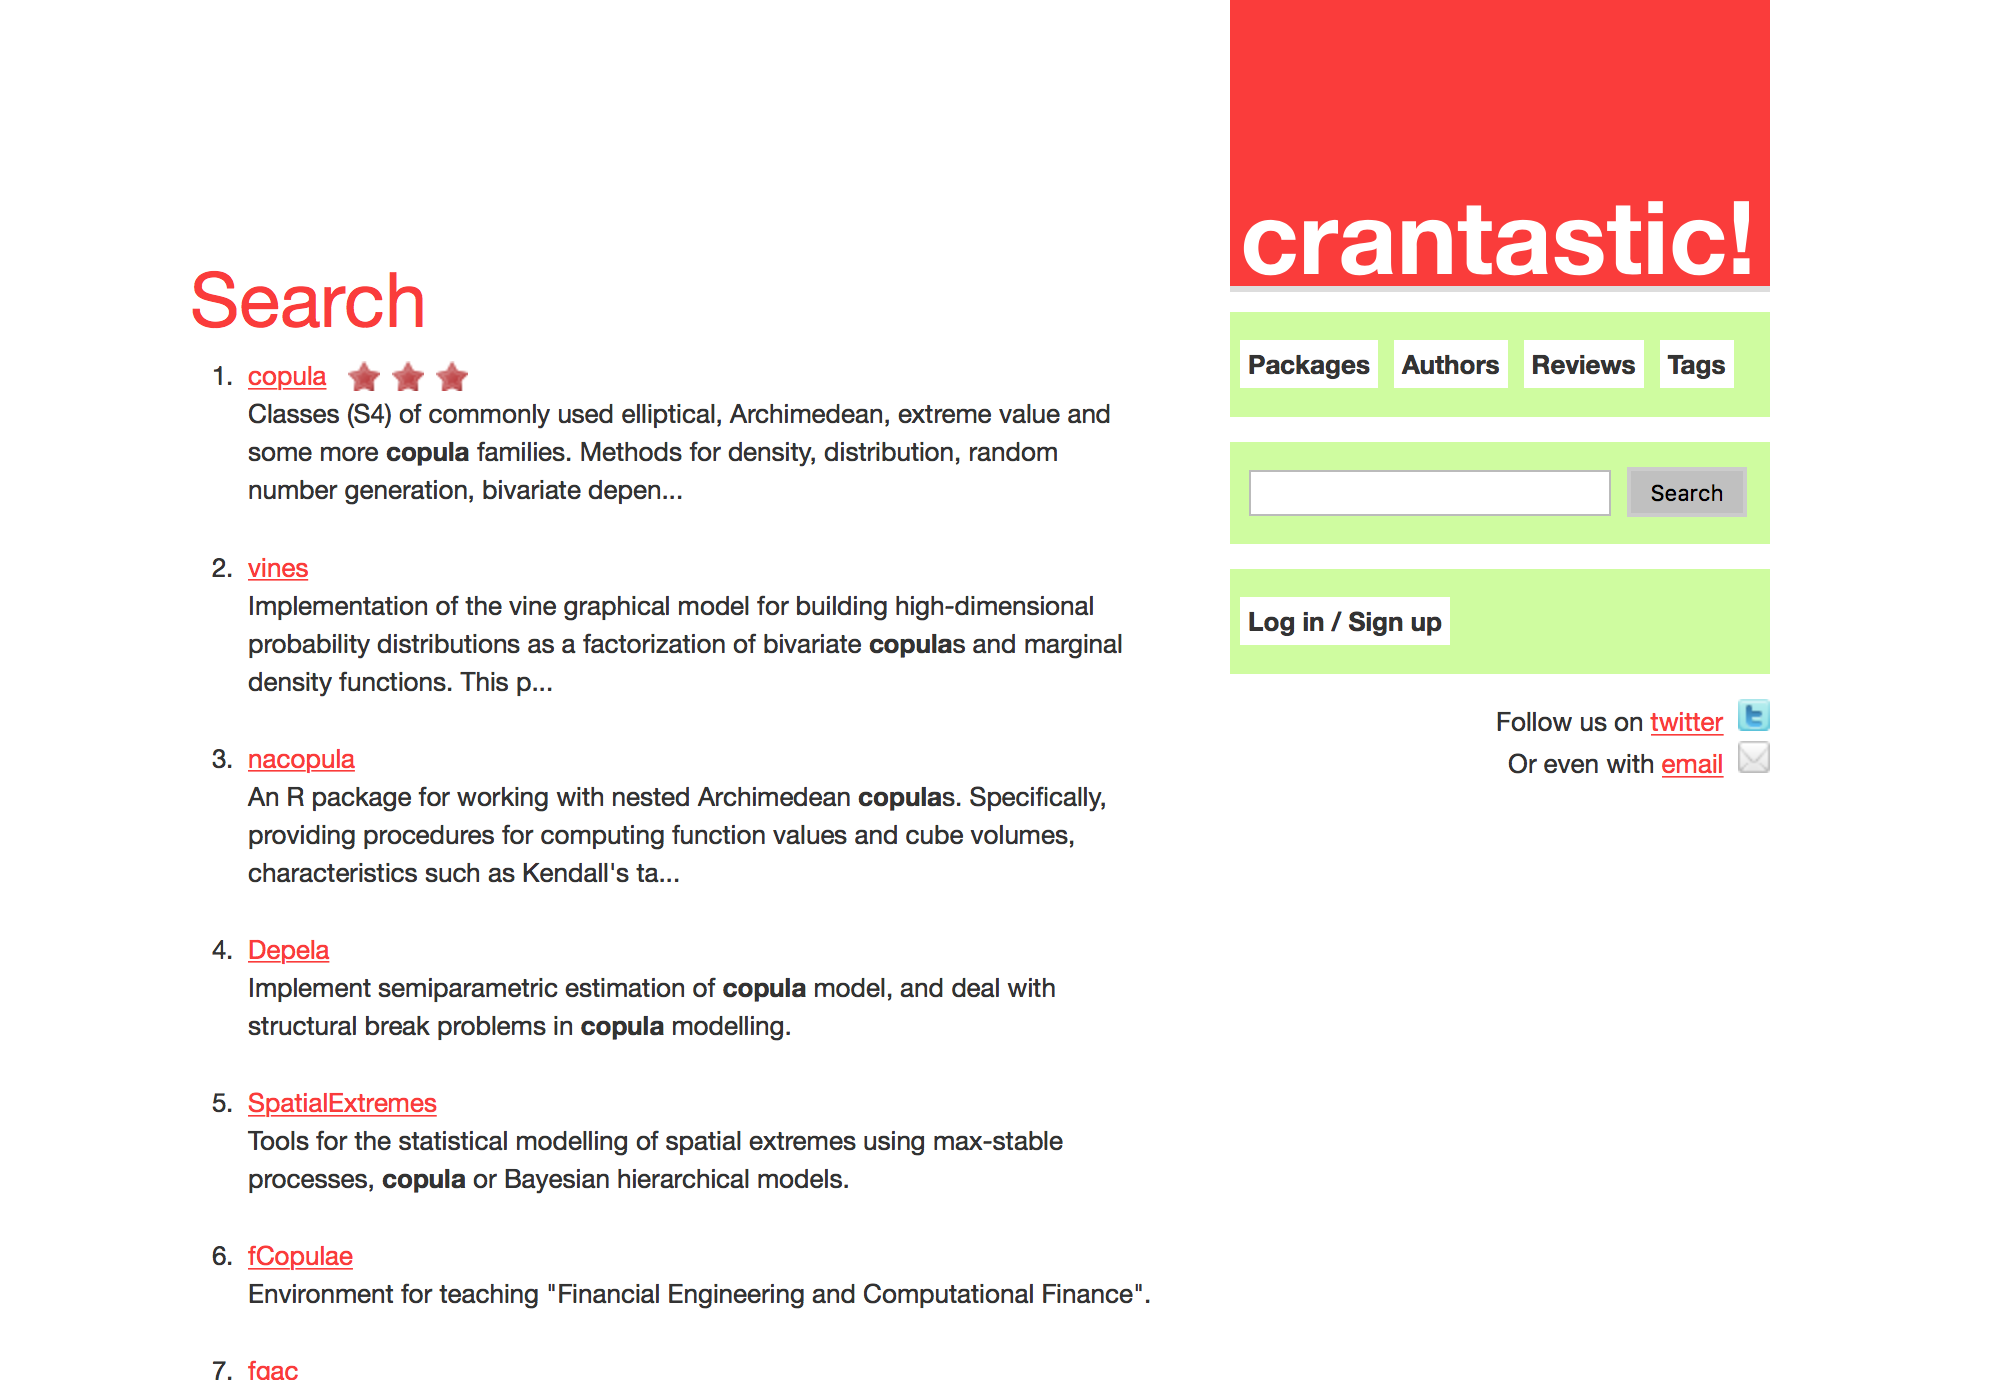 crantastic!
Search
1. copula
Classes (S4) of commonly used elliptical, Archimedean, extreme value and
some more copula families. Methods for density, distribution, random
number generation, bivariate depen...
2. vines
Implementation of the vine graphical model for building high-dimensional
probability distributions as a factorization of bivariate copulas and marginal
density functions. This p...
3. nacopula
An R package for working with nested Archimedean copulas. Specifically,
providing procedures for computing function values and cube volumes,
characteristics such as Kendall's ta...
4. Depela
Implement semiparametric estimation of copula model, and deal with
structural break problems in copula modelling.
5. SpatialExtremes
Tools for the statistical modelling of spatial extremes using max-stable
processes, copula or Bayesian hierarchical models.
6. fCopulae
Environment for teaching "Financial Engineering and Computational Finance".
7. fgac
Packages Authors Reviews Tags
Search
Log in / Sign up
Follow us on twitter
Or even with email